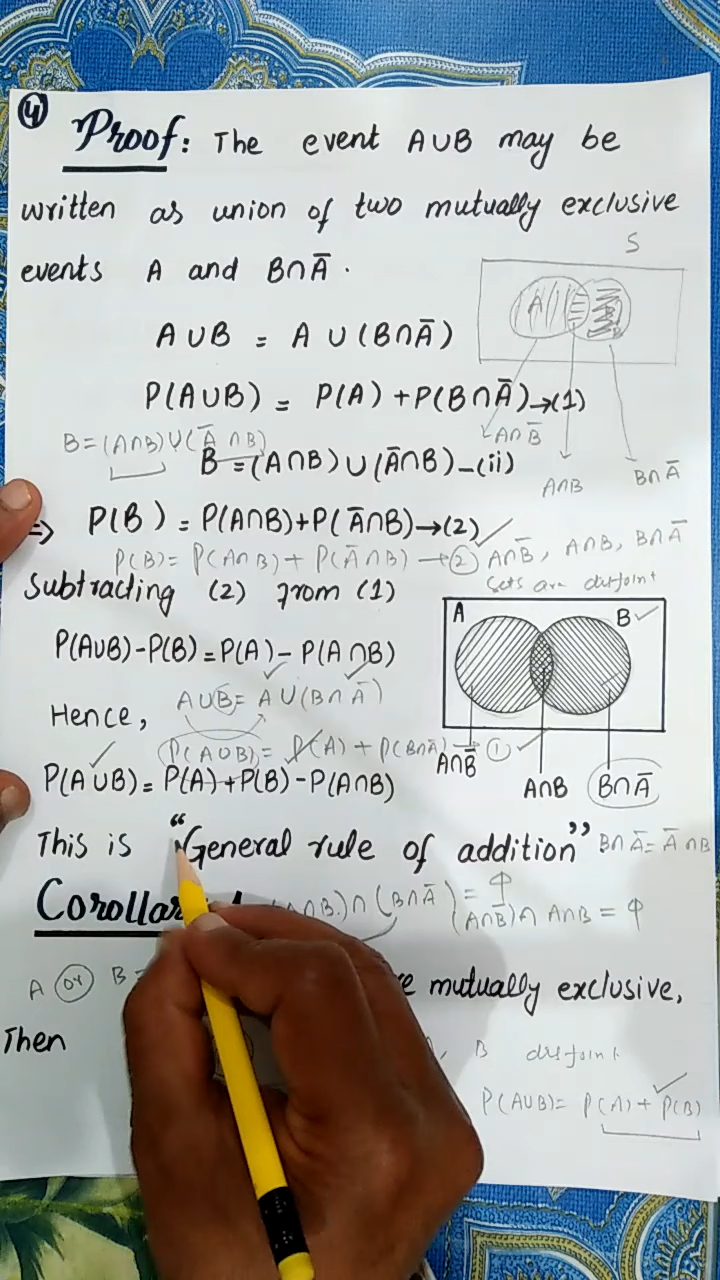 4
Proof: The event A∪B may be
written as union of two mutually exclusive
events A and B∩Ā.
S
A
A∪B = A ∪ (B∩Ā)
P(A∪B) = P(A) + P(B∩Ā) → (1)
A∩B̄
A∩B
B∩Ā
B = (A∩B) ∪ (Ā∩B)
B = (A∩B) ∪ (Ā∩B) – (ii)
⇒ P(B) = P(A∩B) + P(Ā∩B) → (2)
P(B) = P(A∩B) + P(Ā∩B) → 2
A∩B̄, A∩B, B∩Ā
sets are disjoint
Subtracting (2) from (1)
P(A∪B) - P(B) = P(A) - P(A∩B)
A∪B = A ∪ (B∩Ā)
Hence,
P(A∪B) = P(A) + P(B∩Ā) → 1
P(A∪B) = P(A) + P(B) - P(A∩B)
A
B
A∩B̄
A∩B
B∩Ā
This is "General rule of addition"
B∩Ā = Ā∩B
∩ (B∩Ā) = φ
(A∩B̄) ∩ A∩B = φ
A or B =
mutually exclusive,
Then
B disjoint
P(A∪B) = P(A) + P(B)